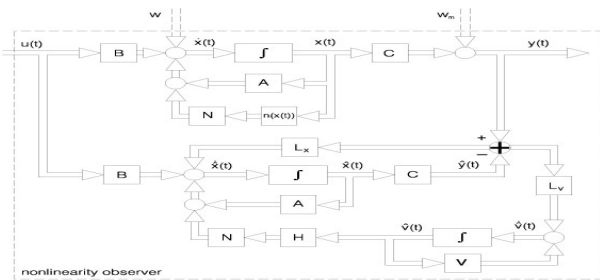 w wₘ
u(t) B ẋ(t) ∫ x(t) C y(t)
A
N n(x(t))
Lₓ + −
B x̂̇(t) ∫ x̂(t) C ŷ(t)
Lᵥ
A
N H v̂(t) ∫ v̂̇(t)
V
nonlinearity observer